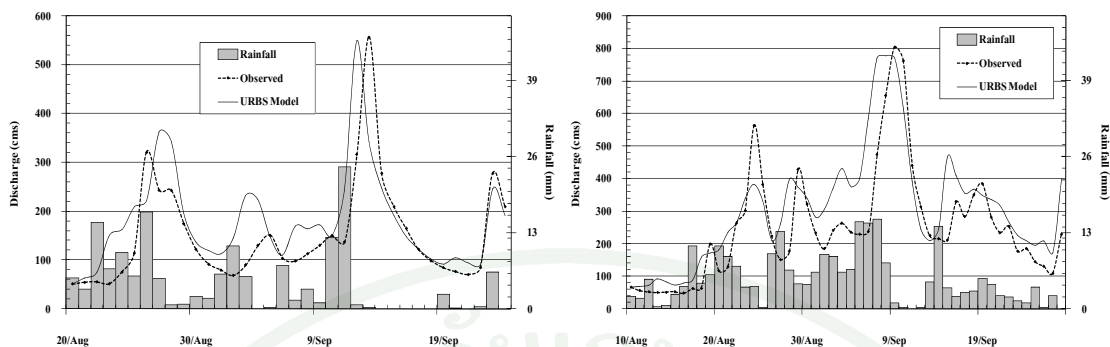 600
500
400
300
200
100
0
Discharge (cms)
39
26
13
0
Rainfall (mm)
Rainfall
Observed
URBS Model
20/Aug
30/Aug
9/Sep
19/Sep
900
800
700
600
500
400
300
200
100
0
Discharge (cms)
39
26
13
0
Rainfall (mm)
Rainfall
Observed
URBS Model
10/Aug
20/Aug
30/Aug
9/Sep
19/Sep